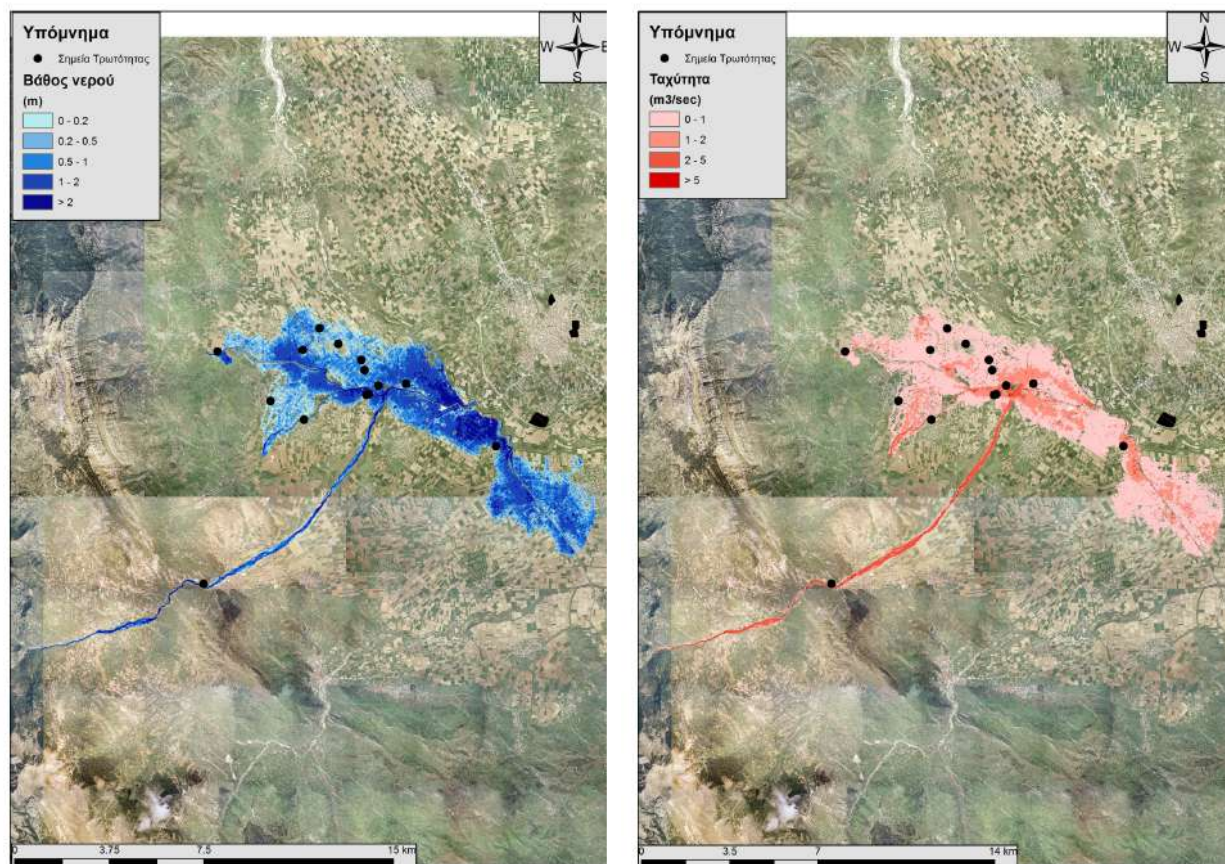 Υπόμνημα
Σημεία Τρωτότητας
Βάθος νερού
(m)
0 - 0.2
0.2 - 0.5
0.5 - 1
1 - 2
> 2
N
W E
S
0 3.75 7.5 15 km
Υπόμνημα
Σημεία Τρωτότητας
Ταχύτητα
(m3/sec)
0 - 1
1 - 2
2 - 5
> 5
N
W E
S
0 3.5 7 14 km